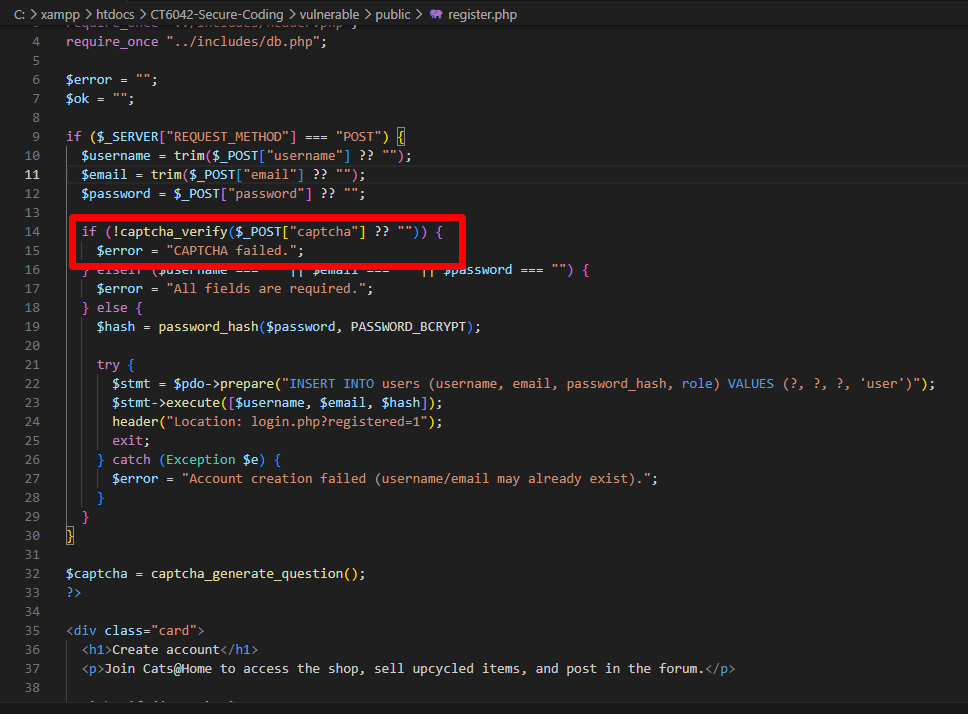 C: > xampp > htdocs > CT6042-Secure-Coding > vulnerable > public > register.php
4 require_once "../includes/db.php";
5
6 $error = "";
7 $ok = "";
8
9 if ($_SERVER["REQUEST_METHOD"] === "POST") {
10 $username = trim($_POST["username"] ?? "");
11 $email = trim($_POST["email"] ?? "");
12 $password = $_POST["password"] ?? "";
13
14 if (!captcha_verify($_POST["captcha"] ?? "")) {
15 $error = "CAPTCHA failed.";
16 } elseif ($username === || $email === || $password === "") {
17 $error = "All fields are required.";
18 } else {
19 $hash = password_hash($password, PASSWORD_BCRYPT);
20
21 try {
22 $stmt = $pdo->prepare("INSERT INTO users (username, email, password_hash, role) VALUES (?, ?, ?, 'user')");
23 $stmt->execute([$username, $email, $hash]);
24 header("Location: login.php?registered=1");
25 exit;
26 } catch (Exception $e) {
27 $error = "Account creation failed (username/email may already exist).";
28 }
29 }
30 }
31
32 $captcha = captcha_generate_question();
33 ?>
34
35 <div class="card">
36 <h1>Create account</h1>
37 <p>Join Cats@Home to access the shop, sell upcycled items, and post in the forum.</p>
38